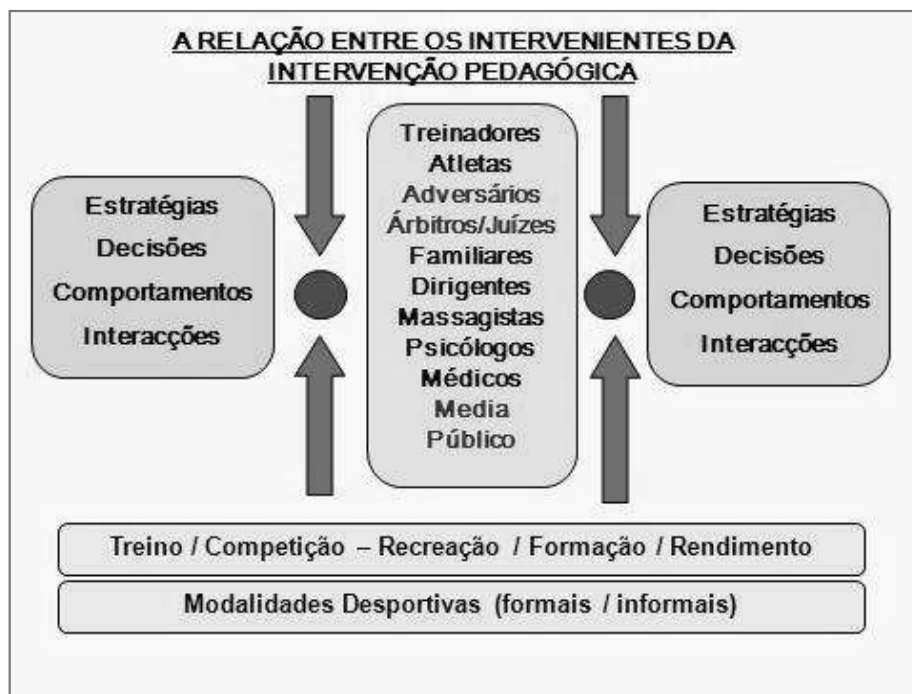 A RELAÇÃO ENTRE OS INTERVENIENTES DA
INTERVENÇÃO PEDAGÓGICA
Estratégias
Decisões
Comportamentos
Interacções
Treinadores
Atletas
Adversários
Árbitros/Juízes
Familiares
Dirigentes
Massagistas
Psicólogos
Médicos
Media
Público
Estratégias
Decisões
Comportamentos
Interacções
Treino / Competição – Recreação / Formação / Rendimento
Modalidades Desportivas (formais / informais)